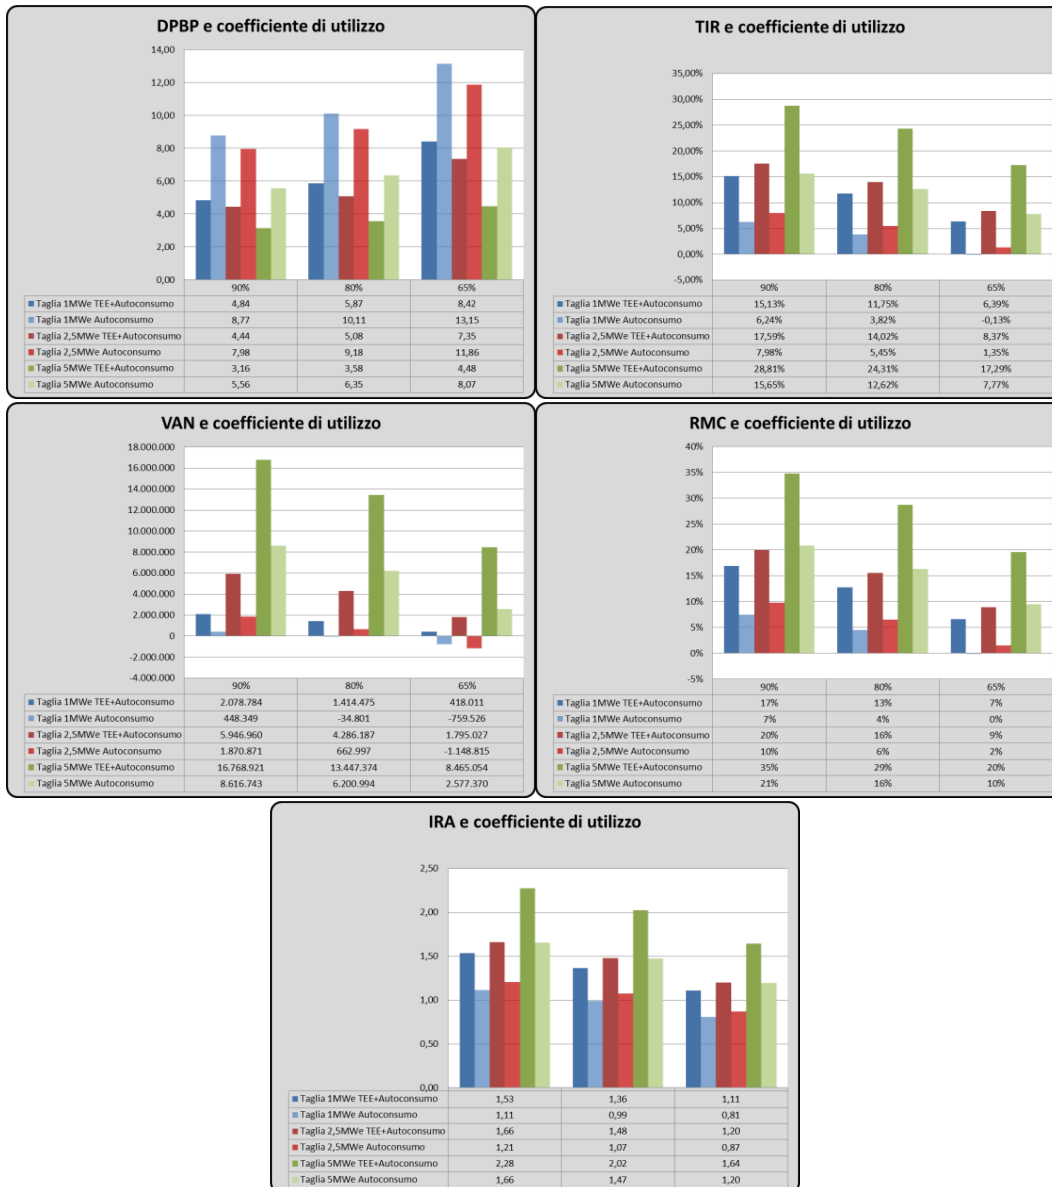 DPBP e coefficiente di utilizzo
14,00
12,00
10,00
8,00
6,00
4,00
2,00
0,00
90% 80% 65%
Taglia 1MWe TEE+Autoconsumo 4,84 5,87 8,42
Taglia 1MWe Autoconsumo 8,77 10,11 13,15
Taglia 2,5MWe TEE+Autoconsumo 4,44 5,08 7,35
Taglia 2,5MWe Autoconsumo 7,98 9,18 11,86
Taglia 5MWe TEE+Autoconsumo 3,16 3,58 4,48
Taglia 5MWe Autoconsumo 5,56 6,35 8,07
TIR e coefficiente di utilizzo
35,00%
30,00%
25,00%
20,00%
15,00%
10,00%
5,00%
0,00%
-5,00%
90% 80% 65%
Taglia 1MWe TEE+Autoconsumo 15,13% 11,75% 6,39%
Taglia 1MWe Autoconsumo 6,24% 3,82% -0,13%
Taglia 2,5MWe TEE+Autoconsumo 17,59% 14,02% 8,37%
Taglia 2,5MWe Autoconsumo 7,98% 5,45% 1,35%
Taglia 5MWe TEE+Autoconsumo 28,81% 24,31% 17,29%
Taglia 5MWe Autoconsumo 15,65% 12,62% 7,77%
VAN e coefficiente di utilizzo
18.000.000
16.000.000
14.000.000
12.000.000
10.000.000
8.000.000
6.000.000
4.000.000
2.000.000
0
-2.000.000
-4.000.000
90% 80% 65%
Taglia 1MWe TEE+Autoconsumo 2.078.784 1.414.475 418.011
Taglia 1MWe Autoconsumo 448.349 -34.801 -759.526
Taglia 2,5MWe TEE+Autoconsumo 5.946.960 4.286.187 1.795.027
Taglia 2,5MWe Autoconsumo 1.870.871 662.997 -1.148.815
Taglia 5MWe TEE+Autoconsumo 16.768.921 13.447.374 8.465.054
Taglia 5MWe Autoconsumo 8.616.743 6.200.994 2.577.370
RMC e coefficiente di utilizzo
40%
35%
30%
25%
20%
15%
10%
5%
0%
-5%
90% 80% 65%
Taglia 1MWe TEE+Autoconsumo 17% 13% 7%
Taglia 1MWe Autoconsumo 7% 4% 0%
Taglia 2,5MWe TEE+Autoconsumo 20% 16% 9%
Taglia 2,5MWe Autoconsumo 10% 6% 2%
Taglia 5MWe TEE+Autoconsumo 35% 29% 20%
Taglia 5MWe Autoconsumo 21% 16% 10%
IRA e coefficiente di utilizzo
2,50
2,00
1,50
1,00
0,50
0,00
Taglia 1MWe TEE+Autoconsumo 1,53 1,36 1,11
Taglia 1MWe Autoconsumo 1,11 0,99 0,81
Taglia 2,5MWe TEE+Autoconsumo 1,66 1,48 1,20
Taglia 2,5MWe Autoconsumo 1,21 1,07 0,87
Taglia 5MWe TEE+Autoconsumo 2,28 2,02 1,64
Taglia 5MWe Autoconsumo 1,66 1,47 1,20